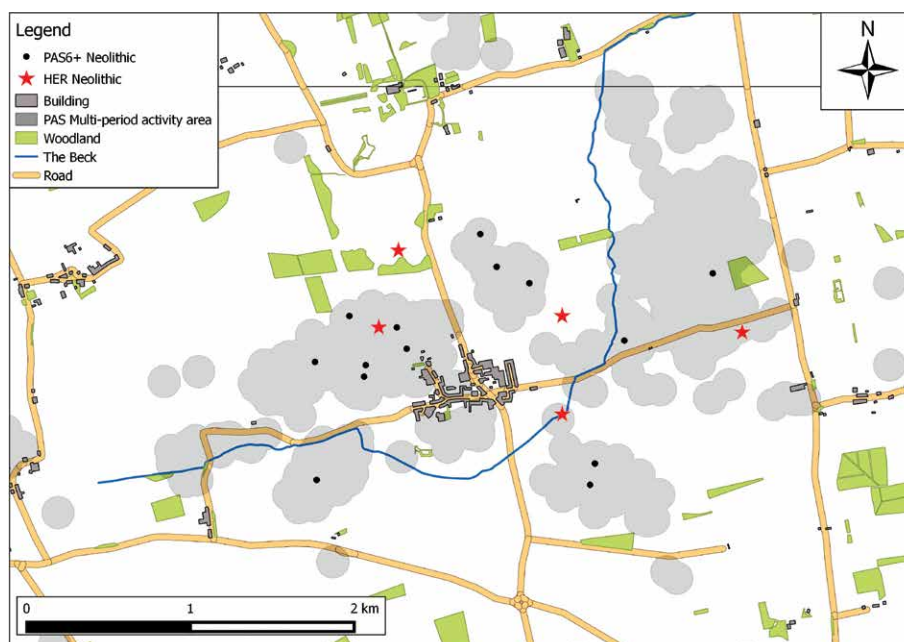 Legend
PAS6+ Neolithic
HER Neolithic
Building
PAS Multi-period activity area
Woodland
The Beck
Road
N
0 1 2 km